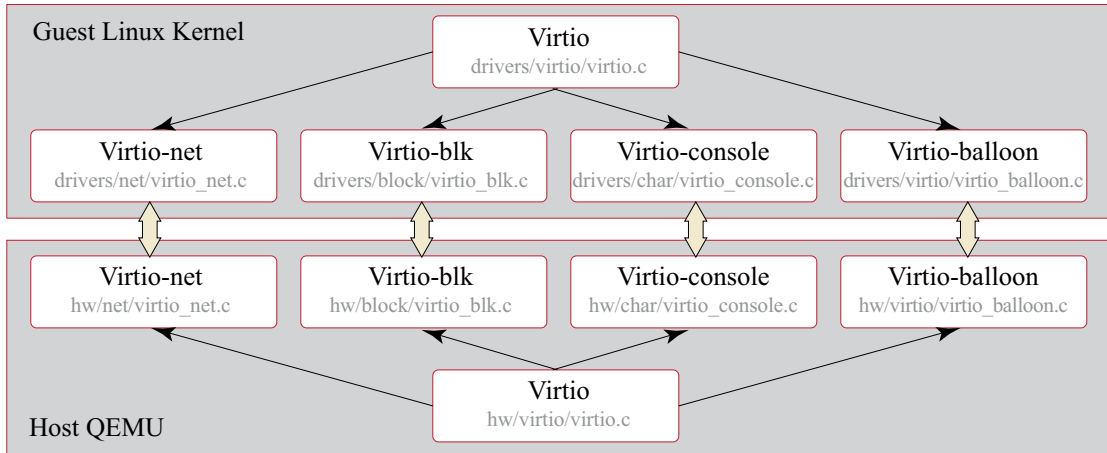 Guest Linux Kernel
Virtio
drivers/virtio/virtio.c
Virtio-net
drivers/net/virtio_net.c
Virtio-blk
drivers/block/virtio_blk.c
Virtio-console
drivers/char/virtio_console.c
Virtio-balloon
drivers/virtio/virtio_balloon.c
Virtio-net
hw/net/virtio_net.c
Virtio-blk
hw/block/virtio_blk.c
Virtio-console
hw/char/virtio_console.c
Virtio-balloon
hw/virtio/virtio_balloon.c
Virtio
hw/virtio/virtio.c
Host QEMU